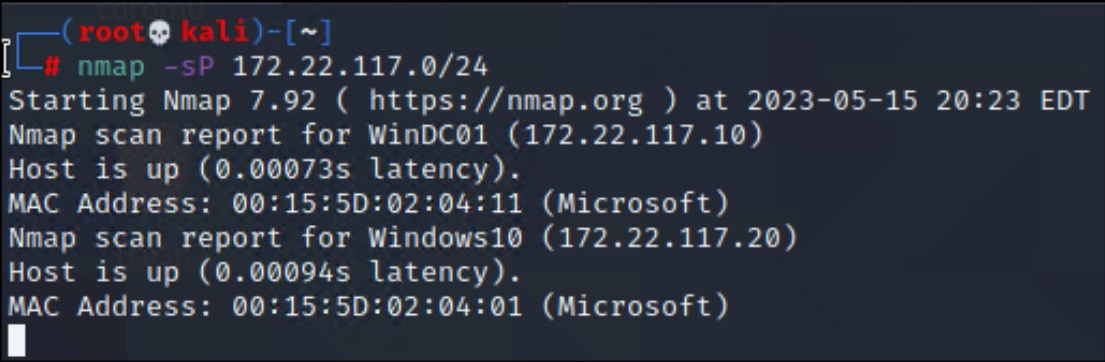 ┌──(root💀kali)-[~]
└─# nmap -sP 172.22.117.0/24
Starting Nmap 7.92 ( https://nmap.org ) at 2023-05-15 20:23 EDT
Nmap scan report for WinDC01 (172.22.117.10)
Host is up (0.00073s latency).
MAC Address: 00:15:5D:02:04:11 (Microsoft)
Nmap scan report for Windows10 (172.22.117.20)
Host is up (0.00094s latency).
MAC Address: 00:15:5D:02:04:01 (Microsoft)